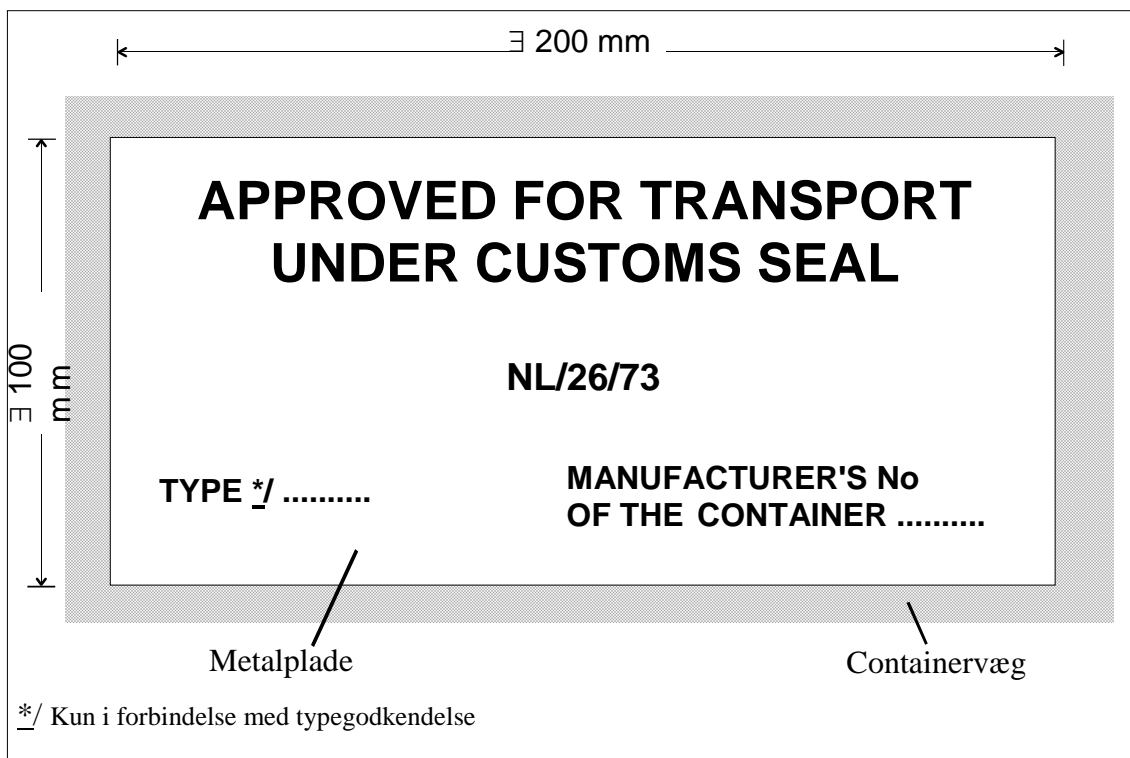 ∃ 200 mm
APPROVED FOR TRANSPORT
UNDER CUSTOMS SEAL
∃ 100
mm
NL/26/73
TYPE */ ..........
MANUFACTURER'S No
OF THE CONTAINER ..........
Metalplade
Containervæg
*/ Kun i forbindelse med typegodkendelse